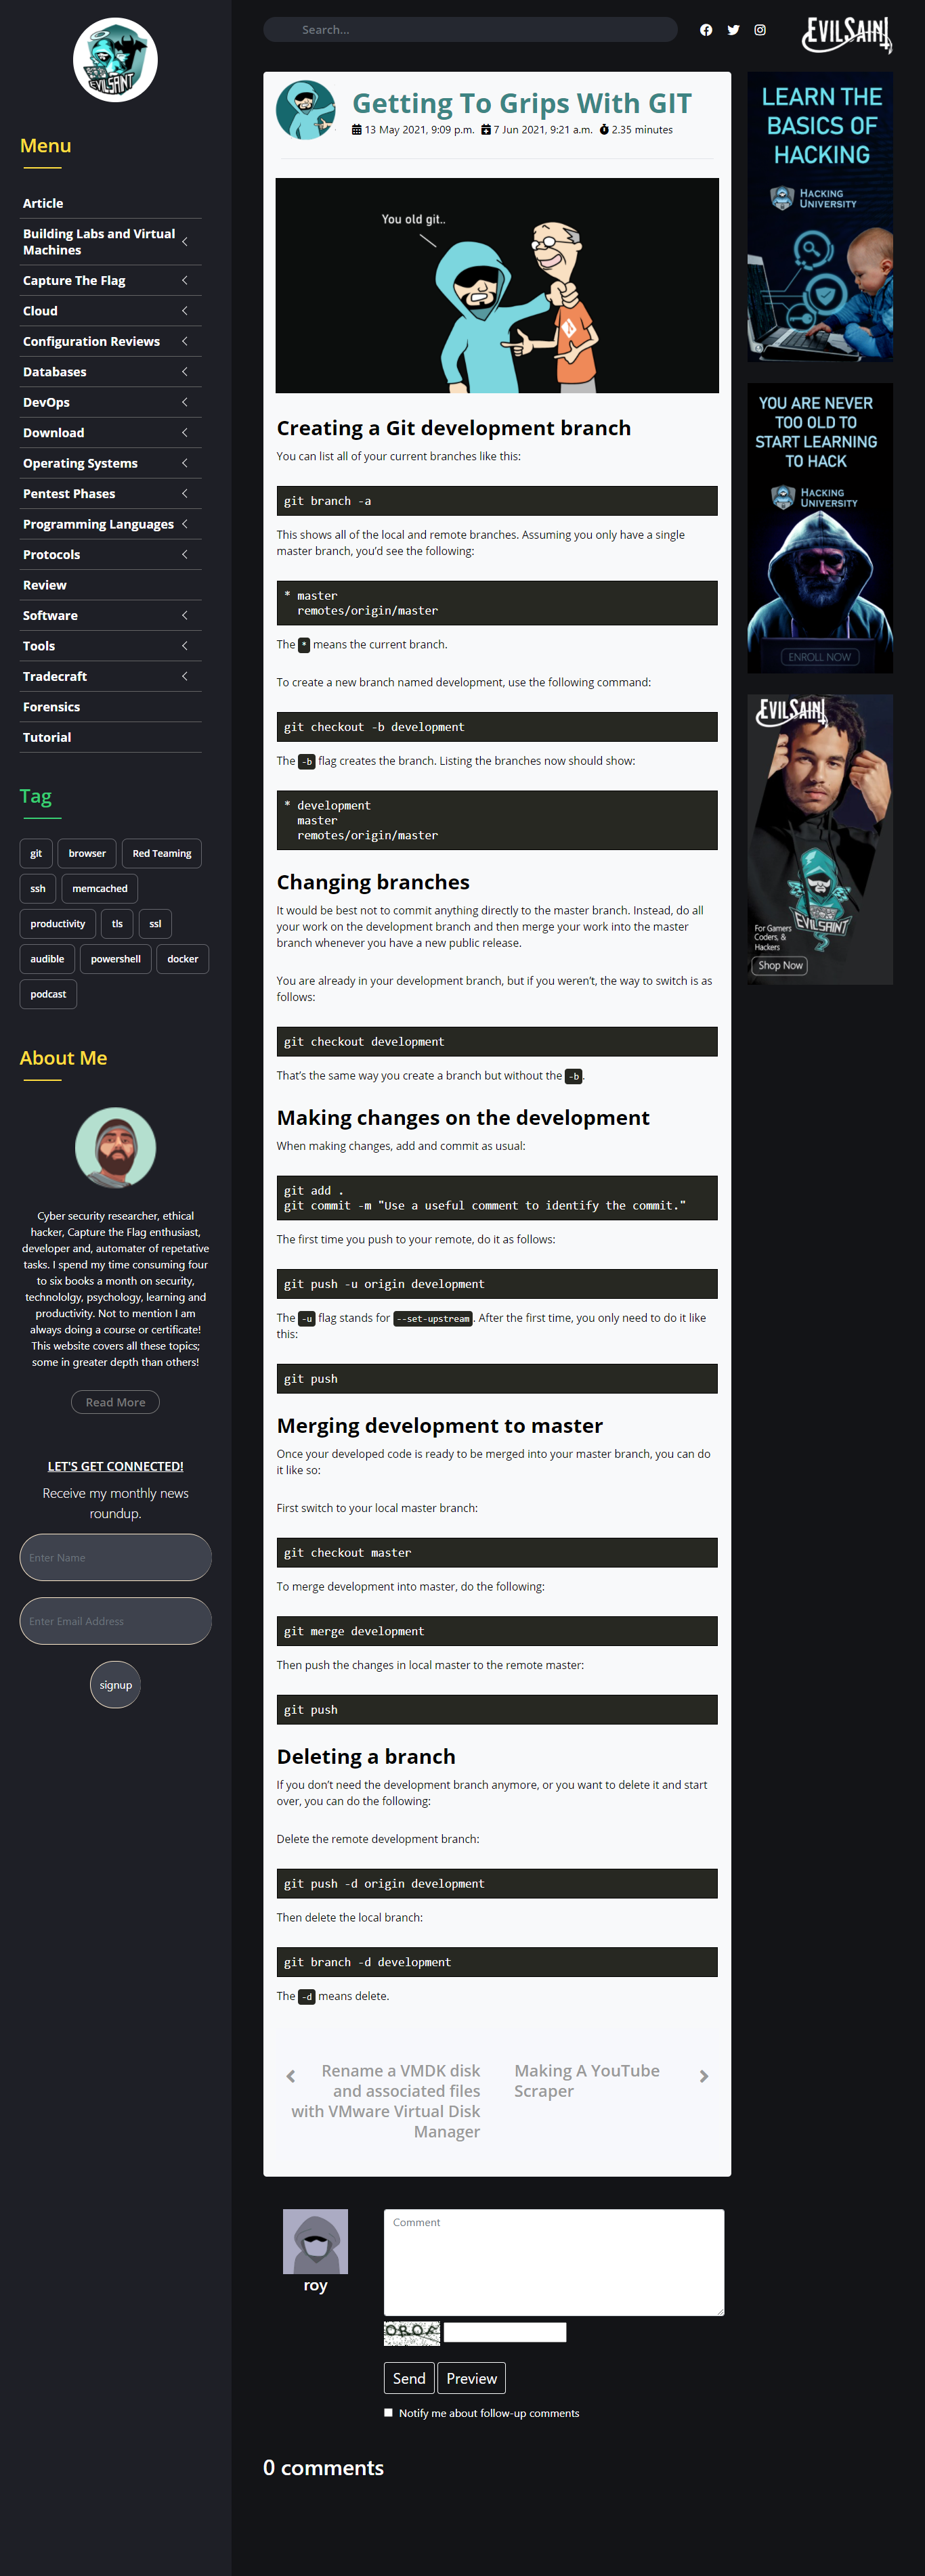 EVILSAINT
Menu
Article
Building Labs and Virtual
Machines
Capture The Flag
Cloud
Configuration Reviews
Databases
DevOps
Download
Operating Systems
Pentest Phases
Programming Languages
Protocols
Review
Software
Tools
Tradecraft
Forensics
Tutorial
Tag
git browser Red Teaming
ssh memcached
productivity tls ssl
audible powershell docker
podcast
About Me
Cyber security researcher, ethical
hacker, Capture the Flag enthusiast,
developer and, automater of repetative
tasks. I spend my time consuming four
to six books a month on security,
technololgy, psychology, learning and
productivity. Not to mention I am
always doing a course or certificate!
This website covers all these topics;
some in greater depth than others!
Read More
LET'S GET CONNECTED!
Receive my monthly news
roundup.
Enter Name
Enter Email Address
signup
Search...
EVILSAINT
Getting To Grips With GIT
13 May 2021, 9:09 p.m. 7 Jun 2021, 9:21 a.m. 2.35 minutes
You old git..
Creating a Git development branch
You can list all of your current branches like this:
git branch -a
This shows all of the local and remote branches. Assuming you only have a single
master branch, you’d see the following:
* master
remotes/origin/master
The * means the current branch.
To create a new branch named development, use the following command:
git checkout -b development
The -b flag creates the branch. Listing the branches now should show:
* development
master
remotes/origin/master
Changing branches
It would be best not to commit anything directly to the master branch. Instead, do all
your work on the development branch and then merge your work into the master
branch whenever you have a new public release.
You are already in your development branch, but if you weren’t, the way to switch is as
follows:
git checkout development
That’s the same way you create a branch but without the -b.
Making changes on the development
When making changes, add and commit as usual:
git add .
git commit -m "Use a useful comment to identify the commit."
The first time you push to your remote, do it as follows:
git push -u origin development
The -u flag stands for --set-upstream. After the first time, you only need to do it like
this:
git push
Merging development to master
Once your developed code is ready to be merged into your master branch, you can do
it like so:
First switch to your local master branch:
git checkout master
To merge development into master, do the following:
git merge development
Then push the changes in local master to the remote master:
git push
Deleting a branch
If you don’t need the development branch anymore, or you want to delete it and start
over, you can do the following:
Delete the remote development branch:
git push -d origin development
Then delete the local branch:
git branch -d development
The -d means delete.
Rename a VMDK disk
and associated files
with VMware Virtual Disk
Manager
Making A YouTube
Scraper
roy
Comment
Send Preview
Notify me about follow-up comments
0 comments
LEARN THE
BASICS OF
HACKING
HACKING
UNIVERSITY
YOU ARE NEVER
TOO OLD TO
START LEARNING
TO HACK
HACKING
UNIVERSITY
ENROLL NOW
EVILSAINT
EVILSAINT
For Gamers
Coders, &
Hackers
Shop Now